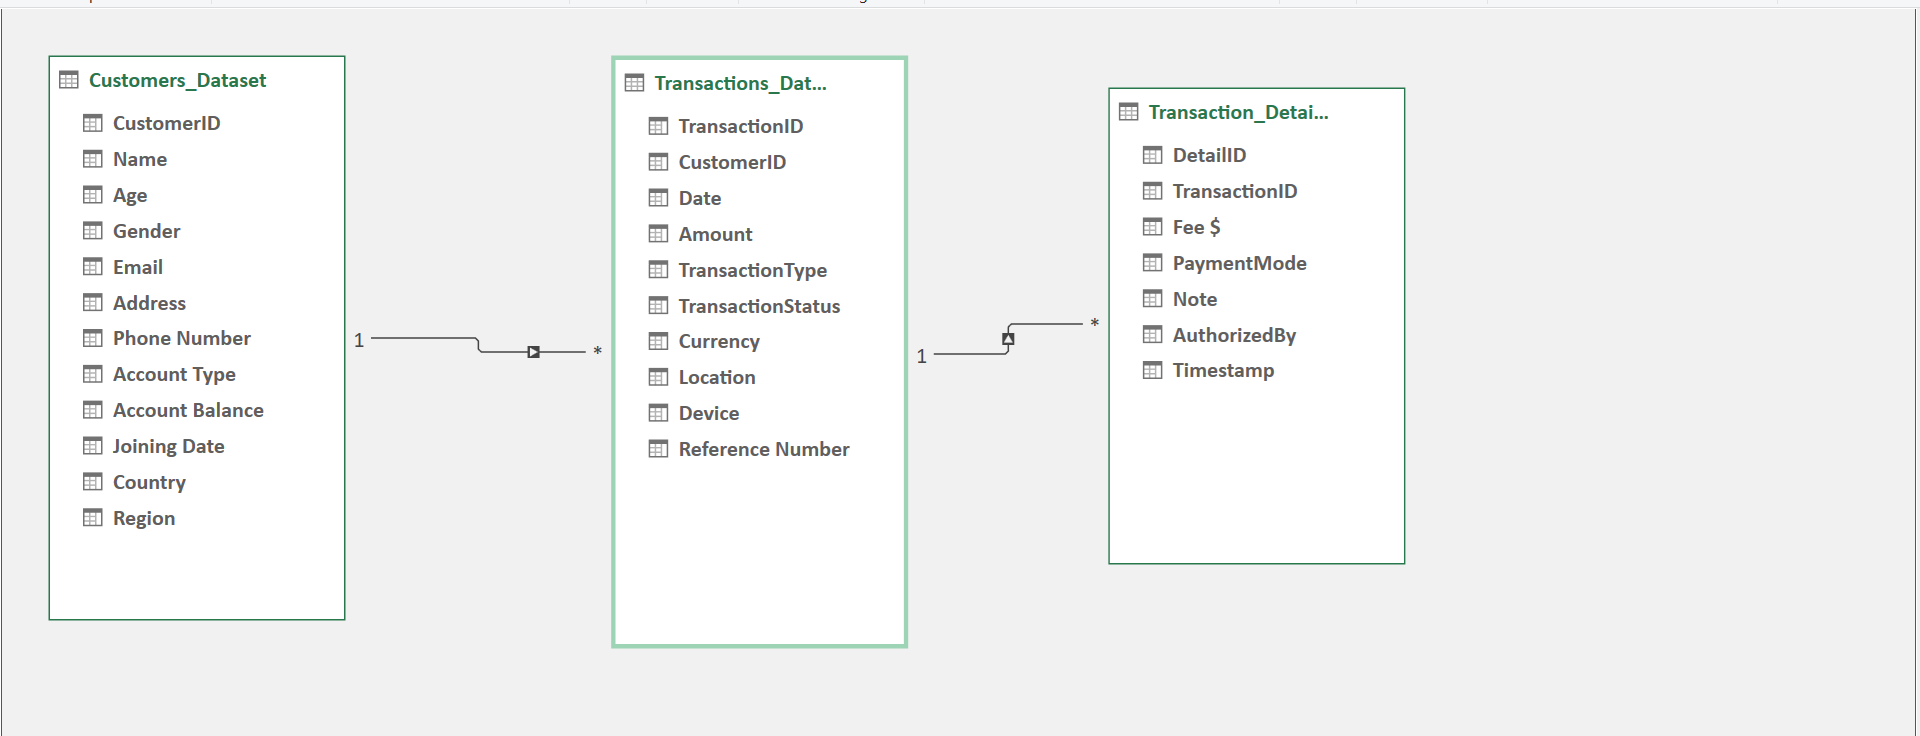 Customers_Dataset
CustomerID
Name
Age
Gender
Email
Address
Phone Number
Account Type
Account Balance
Joining Date
Country
Region
1
*
Transactions_Dat...
TransactionID
CustomerID
Date
Amount
TransactionType
TransactionStatus
Currency
Location
Device
Reference Number
1
*
Transaction_Detai...
DetailID
TransactionID
Fee $
PaymentMode
Note
AuthorizedBy
Timestamp